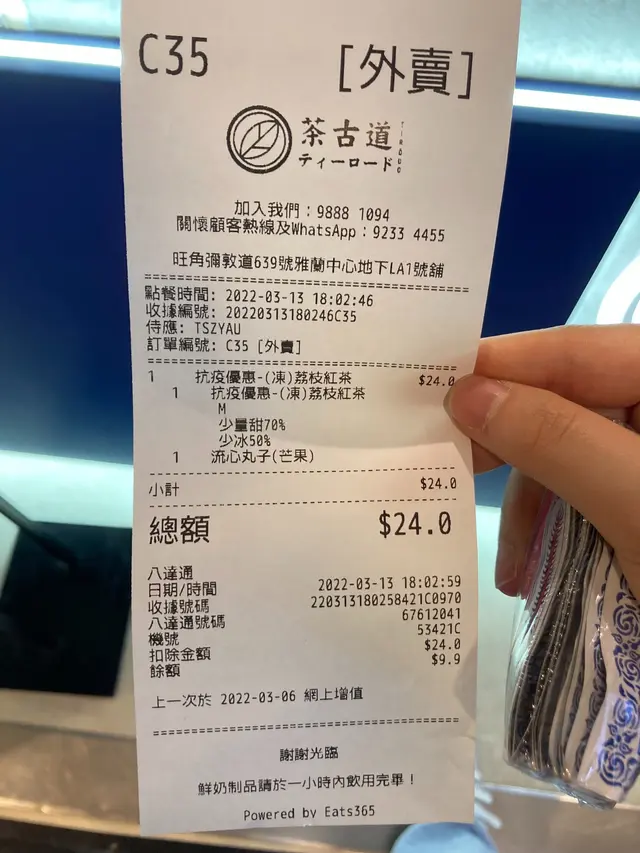 C35 [外賣]
茶古道
ティーロード
加入我們：9888 1094
關懷顧客熱線及WhatsApp：9233 4455
旺角彌敦道639號雅蘭中心地下LA1號舖
點餐時間: 2022-03-13 18:02:46
收據編號: 20220313180246C35
侍應: TSZYAU
訂單編號: C35 [外賣]
1 抗疫優惠-(凍)荔枝紅茶 $24.0
1 抗疫優惠-(凍)荔枝紅茶
M
少量甜70%
少冰50%
1 流心丸子(芒果)
小計 $24.0
總額 $24.0
八達通
日期/時間 2022-03-13 18:02:59
收據號碼 220313180258421C0970
八達通號碼 67612041
機號 53421C
扣除金額 $24.0
餘額 $9.9
上一次於 2022-03-06 網上增值
謝謝光臨
鮮奶制品請於一小時內飲用完畢！
Powered by Eats365